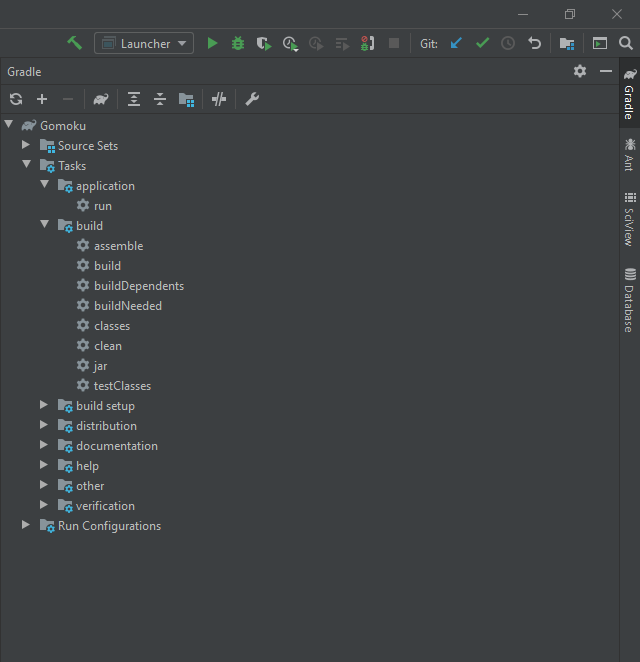 Launcher
Git:
Gradle
Gomoku
Source Sets
Tasks
application
run
build
assemble
build
buildDependents
buildNeeded
classes
clean
jar
testClasses
build setup
distribution
documentation
help
other
verification
Run Configurations
Gradle
Ant
SciView
Database